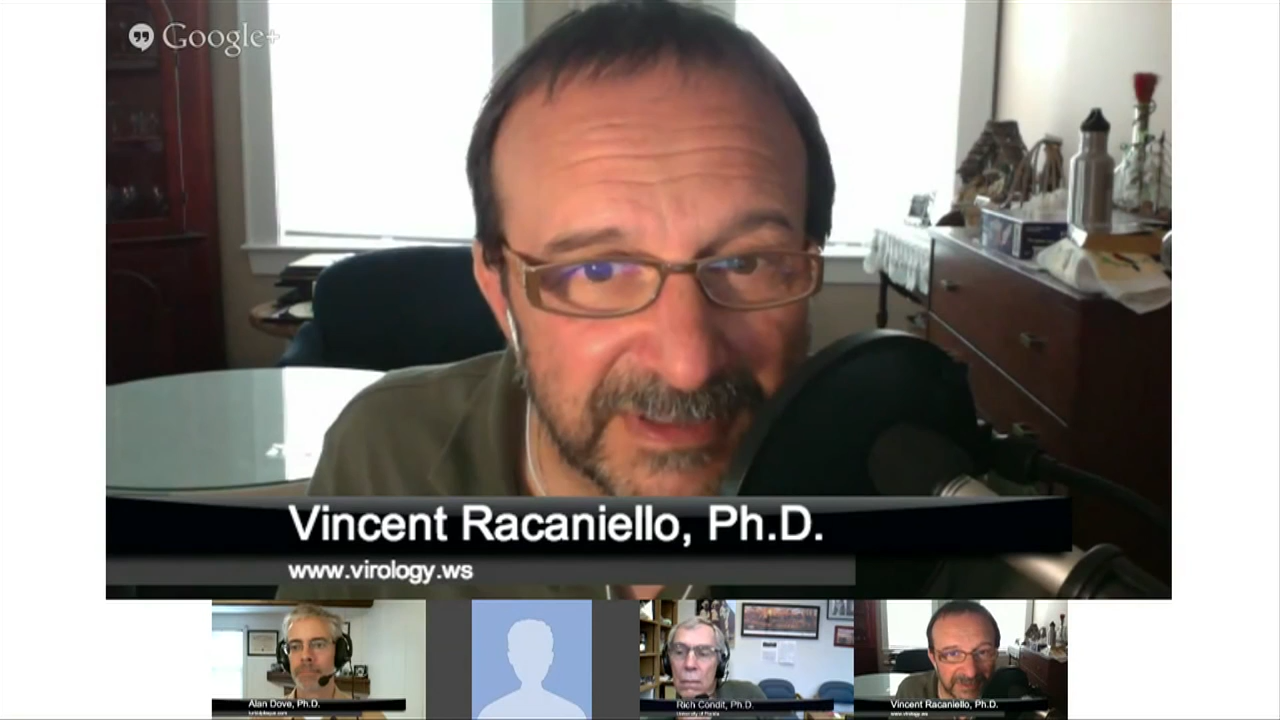 Google+
Vincent Racaniello, Ph.D.
www.virology.ws
Alan Dove, Ph.D.
Rich Condit, Ph.D.
University of Florida
Vincent Racaniello, Ph.D.
www.virology.ws